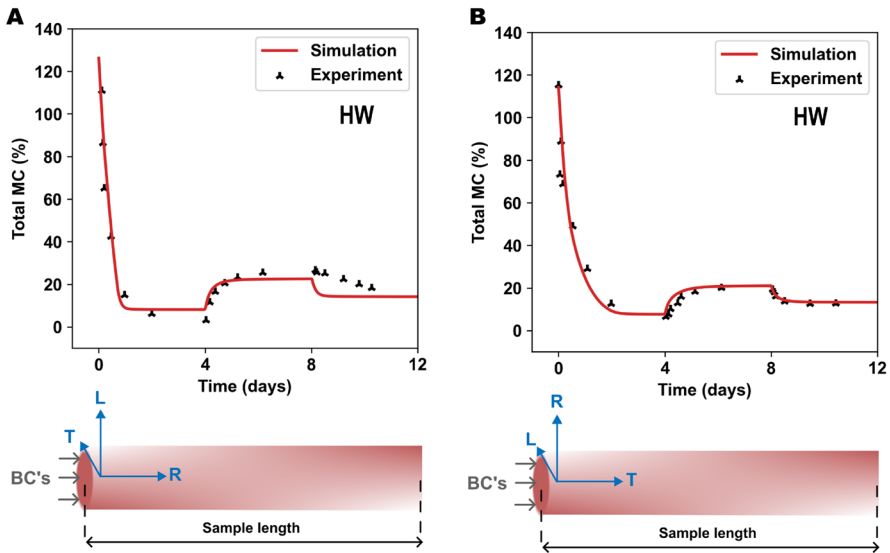 A
140
120
100
80
60
40
20
0
Total MC (%)
Simulation
Experiment
HW
0
4
8
12
Time (days)
L
T
R
BC's
Sample length
B
140
120
100
80
60
40
20
0
Total MC (%)
Simulation
Experiment
HW
0
4
8
12
Time (days)
R
L
T
BC's
Sample length